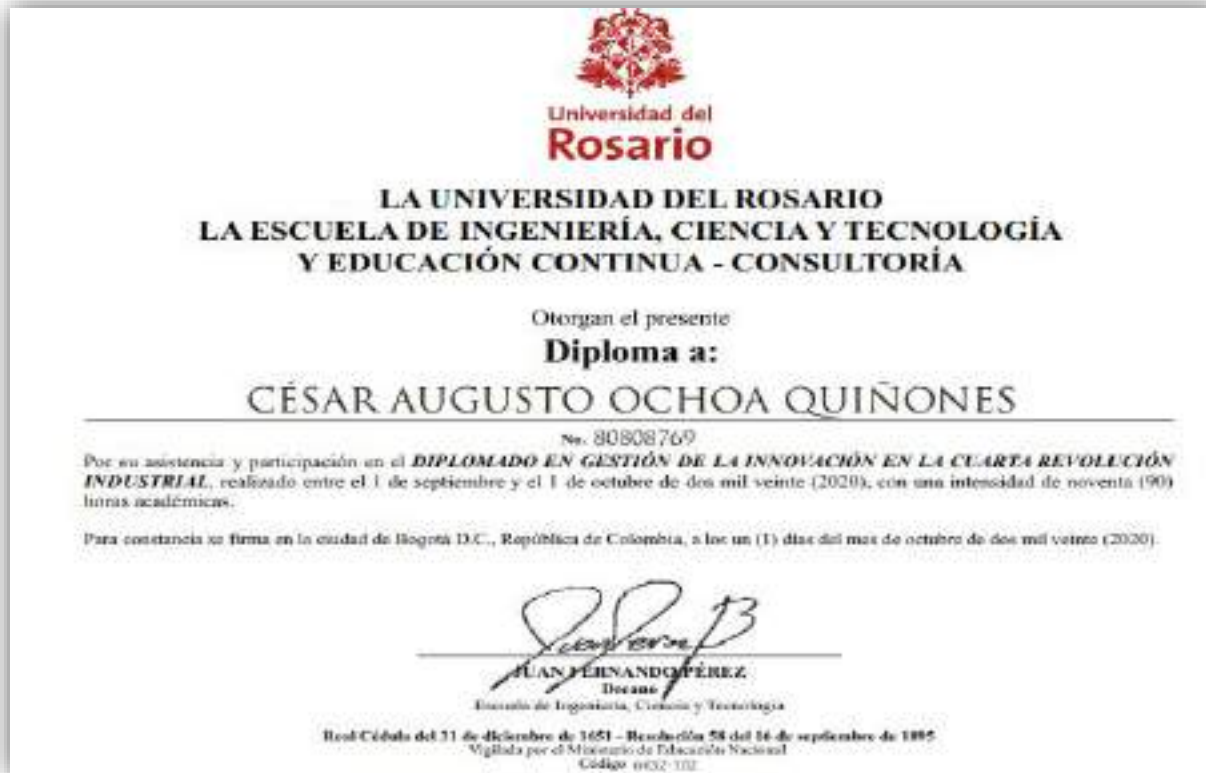 Universidad del
Rosario
LA UNIVERSIDAD DEL ROSARIO
LA ESCUELA DE INGENIERÍA, CIENCIA Y TECNOLOGÍA
Y EDUCACIÓN CONTINUA - CONSULTORÍA
Otorgan el presente
Diploma a:
CÉSAR AUGUSTO OCHOA QUIÑONES
No. 80808769
Por su asistencia y participación en el DIPLOMADO EN GESTIÓN DE LA INNOVACIÓN EN LA CUARTA REVOLUCIÓN
INDUSTRIAL, realizado entre el 1 de septiembre y el 1 de octubre de dos mil veinte (2020), con una intensidad de noventa (90)
horas académicas.
Para constancia se firma en la ciudad de Bogotá D.C., República de Colombia, a los un (1) días del mes de octubre de dos mil veinte (2020).
JUAN FERNANDO PÉREZ
Decano
Escuela de Ingeniería, Ciencia y Tecnología
Real Cédula del 31 de diciembre de 1651 - Resolución 58 del 16 de septiembre de 1895
Vigilada por el Ministerio de Educación Nacional
Código